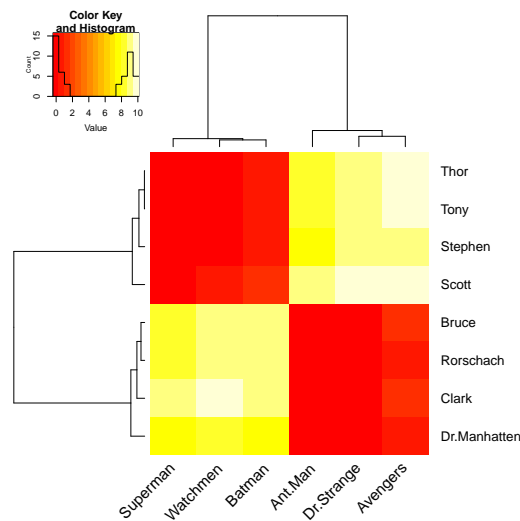 Color Key
and Histogram
Count
0 5 10 15
0 2 4 6 8 10
Value
Thor
Tony
Stephen
Scott
Bruce
Rorschach
Clark
Dr.Manhatten
Superman
Watchmen
Batman
Ant.Man
Dr.Strange
Avengers